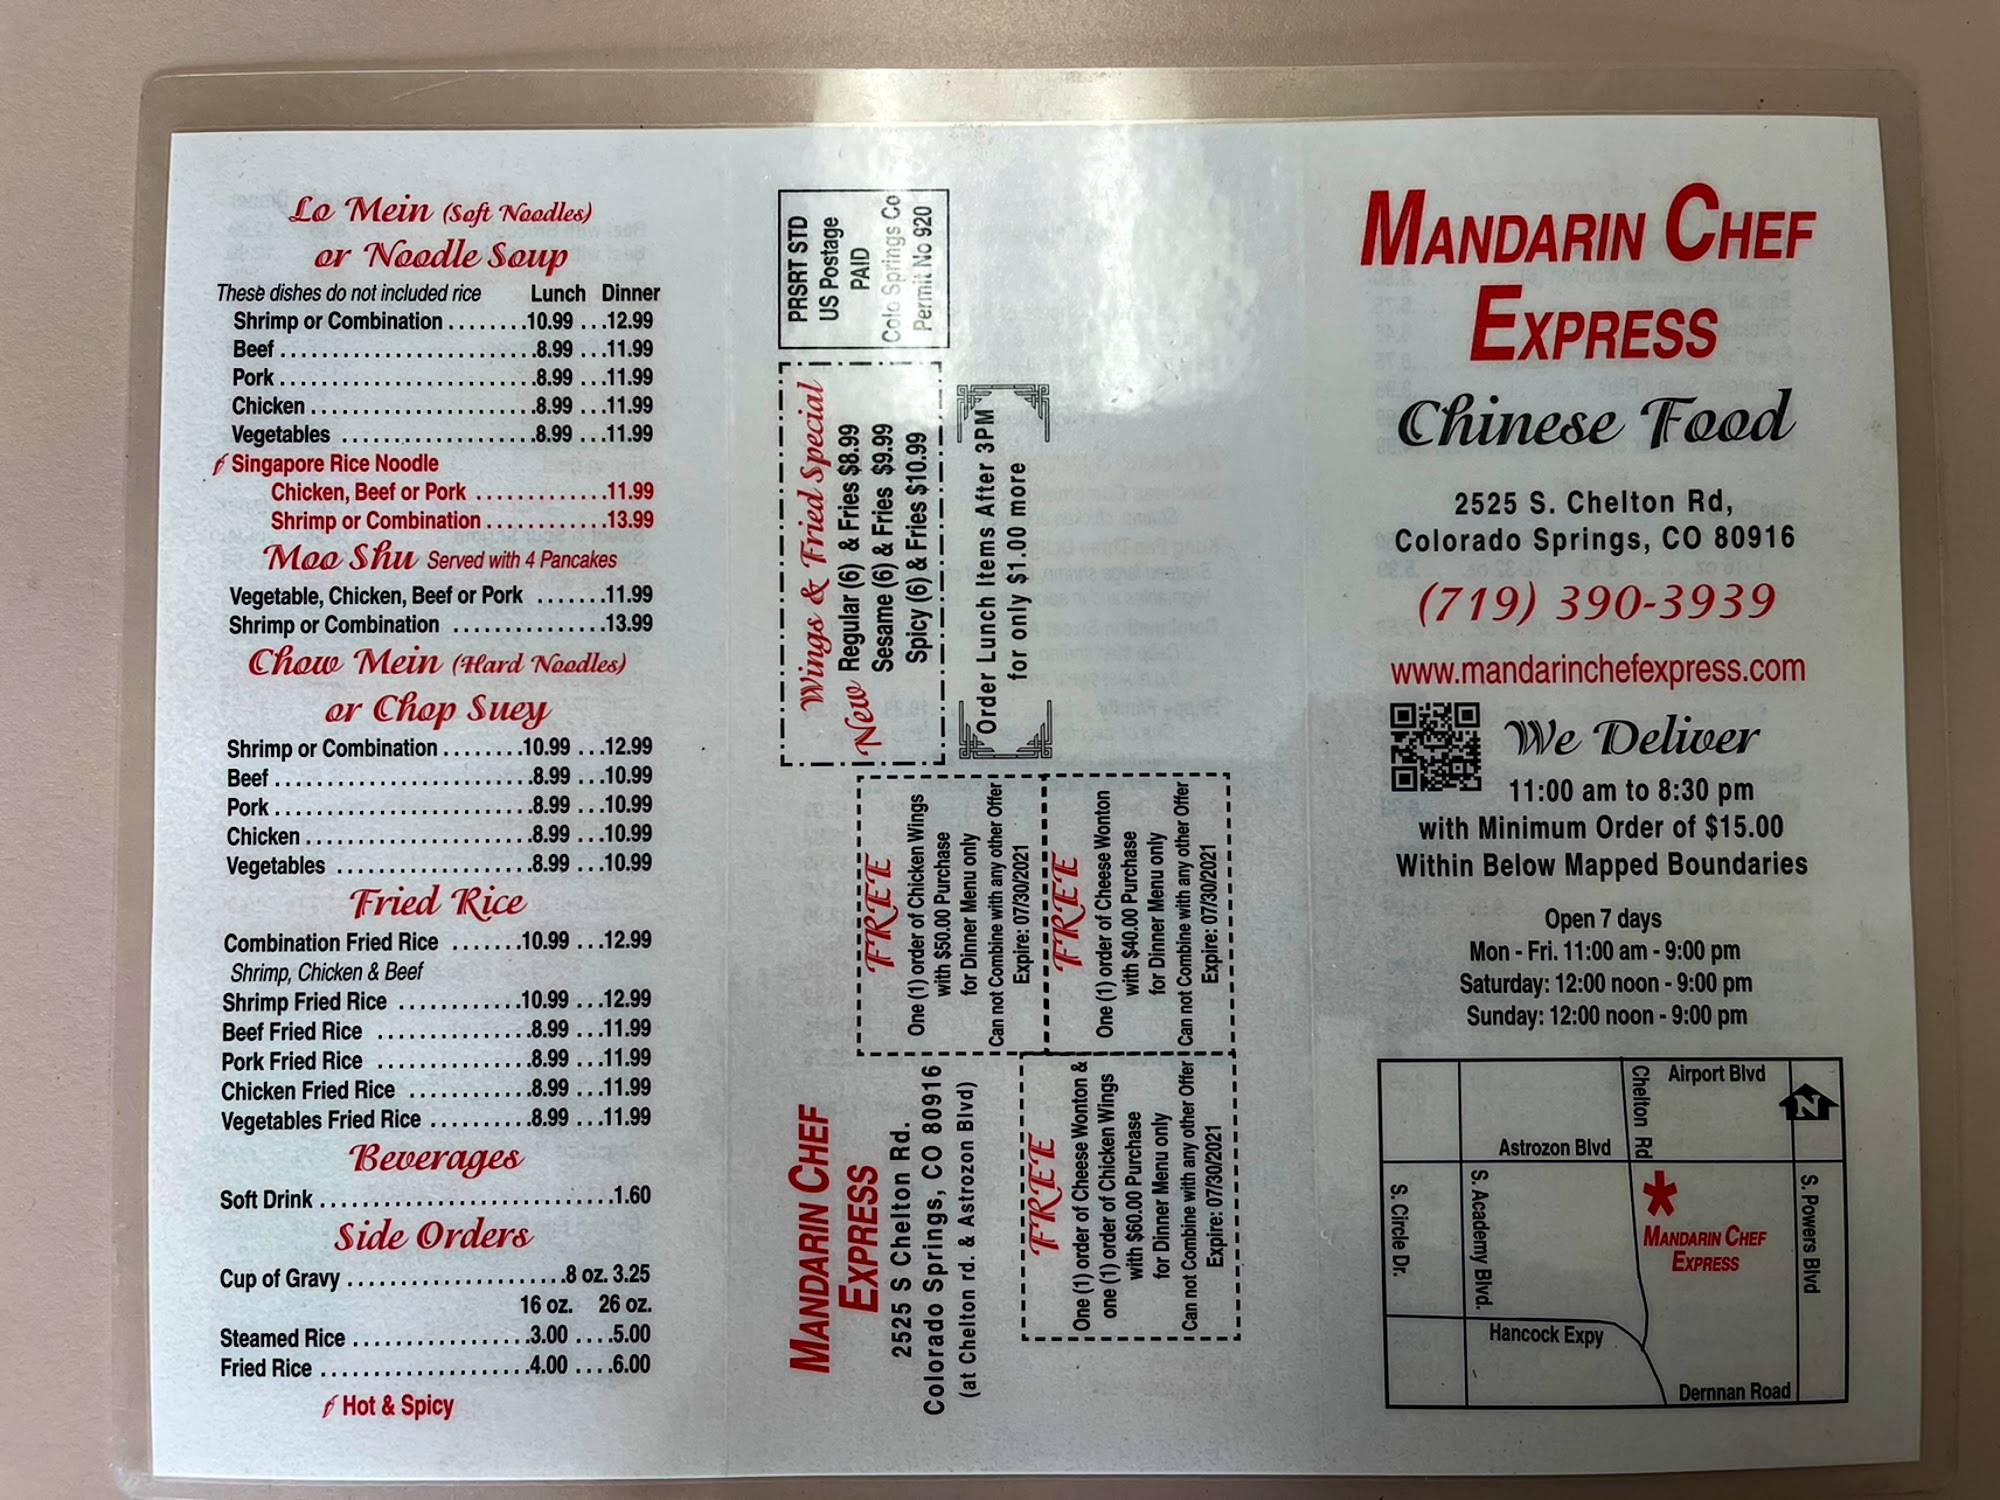 Lo Mein (Soft Noodles)
or Noodle Soup
These dishes do not included rice Lunch Dinner
Shrimp or Combination ........10.99 ...12.99
Beef ...........................8.99 ...11.99
Pork ...........................8.99 ...11.99
Chicken ........................8.99 ...11.99
Vegetables .....................8.99 ...11.99
Singapore Rice Noodle
Chicken, Beef or Pork .............11.99
Shrimp or Combination ............13.99
Moo Shu Served with 4 Pancakes
Vegetable, Chicken, Beef or Pork .......11.99
Shrimp or Combination ...............13.99
Chow Mein (Hard Noodles)
or Chop Suey
Shrimp or Combination ........10.99 ...12.99
Beef ...........................8.99 ...10.99
Pork ...........................8.99 ...10.99
Chicken ........................8.99 ...10.99
Vegetables .....................8.99 ...10.99
Fried Rice
Combination Fried Rice .......10.99 ...12.99
Shrimp, Chicken & Beef
Shrimp Fried Rice ............10.99 ...12.99
Beef Fried Rice ................8.99 ...11.99
Pork Fried Rice ................8.99 ...11.99
Chicken Fried Rice ............8.99 ...11.99
Vegetables Fried Rice ..........8.99 ...11.99
Beverages
Soft Drink .............................1.60
Side Orders
Cup of Gravy ......................8 oz. 3.25
16 oz. 26 oz.
Steamed Rice ..................3.00 ....5.00
Fried Rice .....................4.00 ....6.00
Hot & Spicy
PRSRT STD
US Postage
PAID
Colo Springs Co
Permit No 920
Wings & Fried Special
New Regular (6) & Fries $8.99
Sesame (6) & Fries $9.99
Spicy (6) & Fries $10.99
Order Lunch Items After 3PM
for only $1.00 more
FREE
One (1) order of Chicken Wings
with $50.00 Purchase
for Dinner Menu only
Can not Combine with any other Offer
Expire: 07/30/2021
FREE
One (1) order of Cheese Wonton
with $40.00 Purchase
for Dinner Menu only
Can not Combine with any other Offer
Expire: 07/30/2021
FREE
One (1) order of Cheese Wonton &
one (1) order of Chicken Wings
with $60.00 Purchase
for Dinner Menu only
Can not Combine with any other Offer
Expire: 07/30/2021
MANDARIN CHEF
EXPRESS
2525 S Chelton Rd.
Colorado Springs, CO 80916
(at Chelton rd. & Astrozon Blvd)
MANDARIN CHEF
EXPRESS
Chinese Food
2525 S. Chelton Rd,
Colorado Springs, CO 80916
(719) 390-3939
www.mandarinchefexpress.com
We Deliver
11:00 am to 8:30 pm
with Minimum Order of $15.00
Within Below Mapped Boundaries
Open 7 days
Mon - Fri. 11:00 am - 9:00 pm
Saturday: 12:00 noon - 9:00 pm
Sunday: 12:00 noon - 9:00 pm
Airport Blvd
Chelton Rd
N
Astrozon Blvd
S. Circle Dr.
S. Academy Blvd.
S. Powers Blvd
MANDARIN CHEF
EXPRESS
Hancock Expy
Dernnan Road